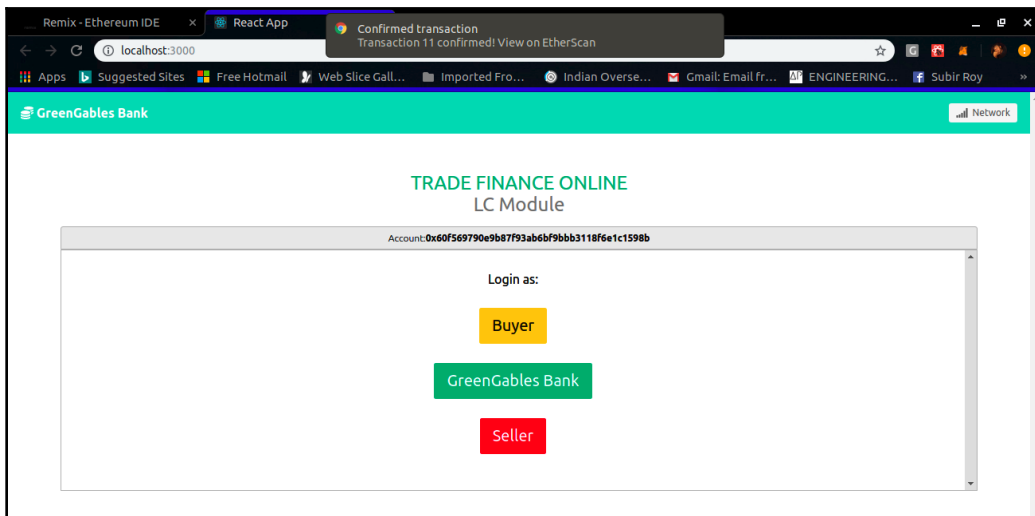 Remix - Ethereum IDE
React App
Confirmed transaction
Transaction 11 confirmed! View on EtherScan
localhost:3000
Apps Suggested Sites Free Hotmail Web Slice Gall... Imported Fro... Indian Overse... Gmail: Email fr... ENGINEERING... Subir Roy »
GreenGables Bank
Network
TRADE FINANCE ONLINE
LC Module
Account:0x60f569790e9b87f93ab6bf9bbb3118f6e1c1598b
Login as:
Buyer
GreenGables Bank
Seller